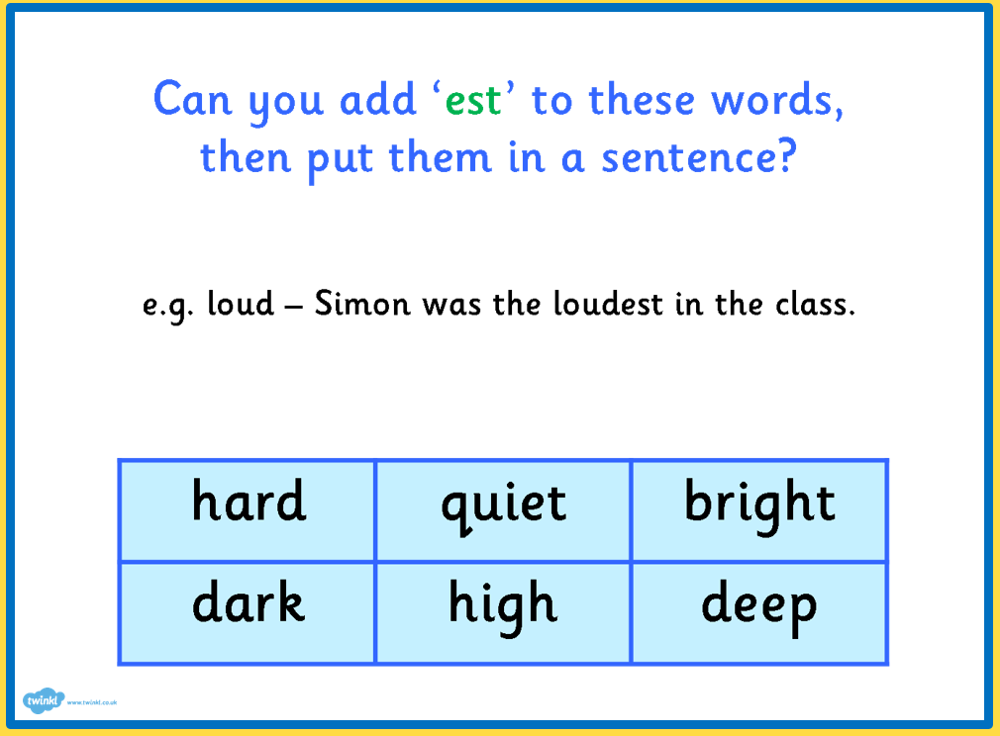 Can you add ‘est’ to these words,
then put them in a sentence?
e.g. loud – Simon was the loudest in the class.
hard quiet bright
dark high deep
twinkl www.twinkl.co.uk